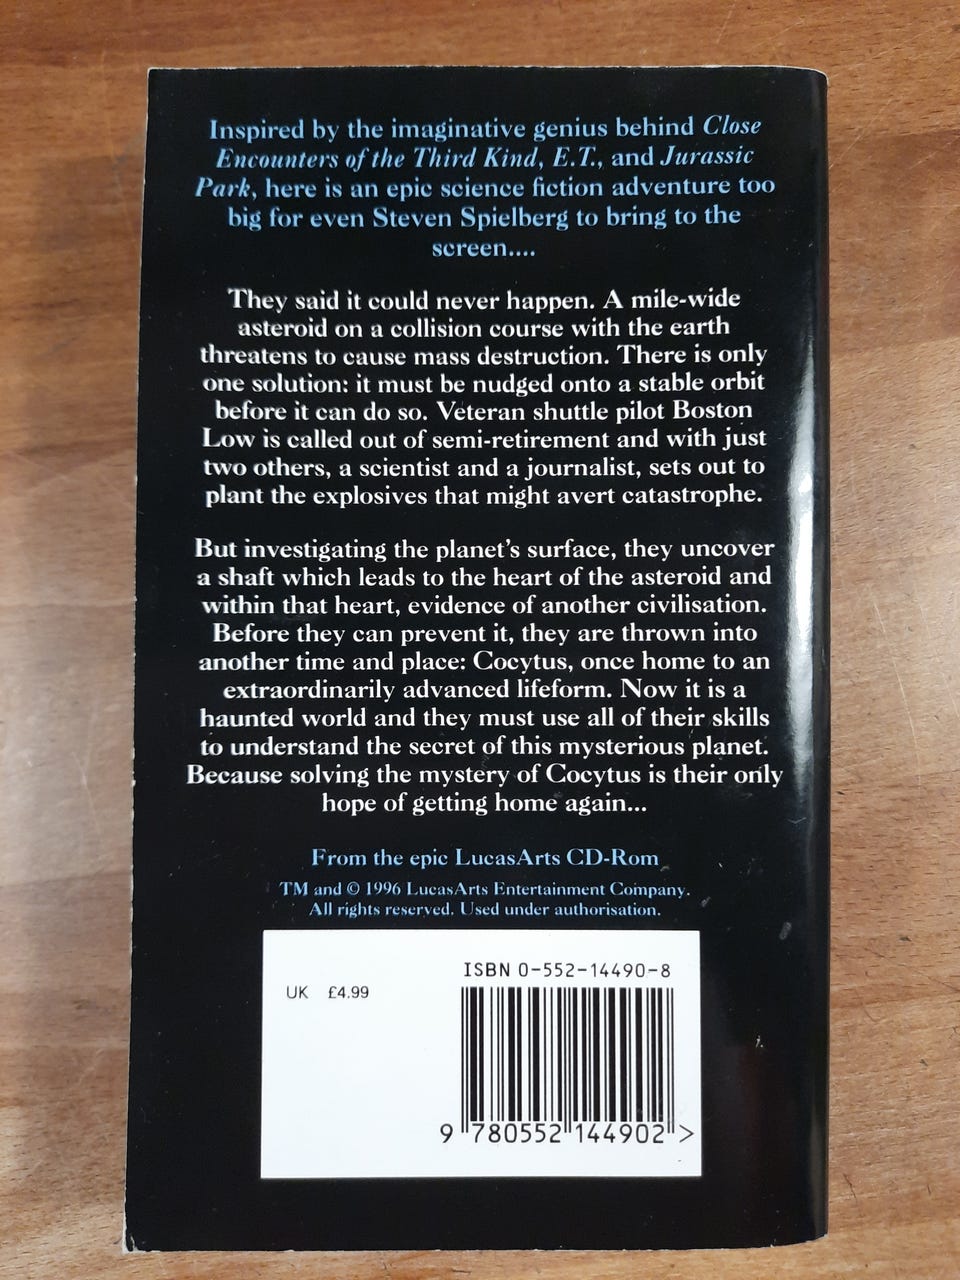 Inspired by the imaginative genius behind Close
Encounters of the Third Kind, E.T., and Jurassic
Park, here is an epic science fiction adventure too
big for even Steven Spielberg to bring to the
screen....
They said it could never happen. A mile-wide
asteroid on a collision course with the earth
threatens to cause mass destruction. There is only
one solution: it must be nudged onto a stable orbit
before it can do so. Veteran shuttle pilot Boston
Low is called out of semi-retirement and with just
two others, a scientist and a journalist, sets out to
plant the explosives that might avert catastrophe.
But investigating the planet's surface, they uncover
a shaft which leads to the heart of the asteroid and
within that heart, evidence of another civilisation.
Before they can prevent it, they are thrown into
another time and place: Cocytus, once home to an
extraordinarily advanced lifeform. Now it is a
haunted world and they must use all of their skills
to understand the secret of this mysterious planet.
Because solving the mystery of Cocytus is their only
hope of getting home again...
From the epic LucasArts CD-Rom
TM and © 1996 LucasArts Entertainment Company.
All rights reserved. Used under authorisation.
ISBN 0-552-14490-8
UK £4.99
9 780552 144902 >